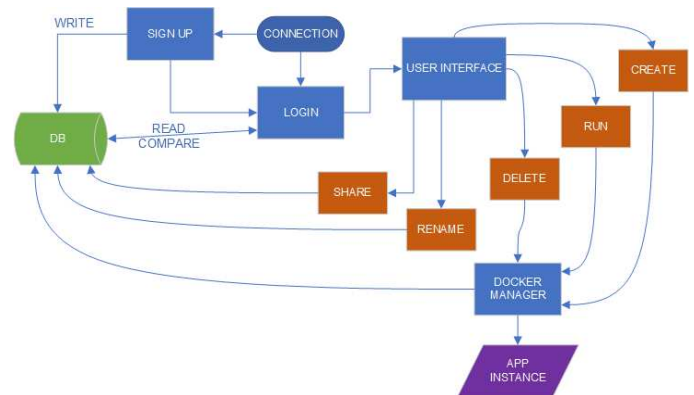 WRITE
SIGN UP
CONNECTION
USER INTERFACE
CREATE
LOGIN
RUN
DB
READ
COMPARE
SHARE
DELETE
RENAME
DOCKER
MANAGER
APP
INSTANCE